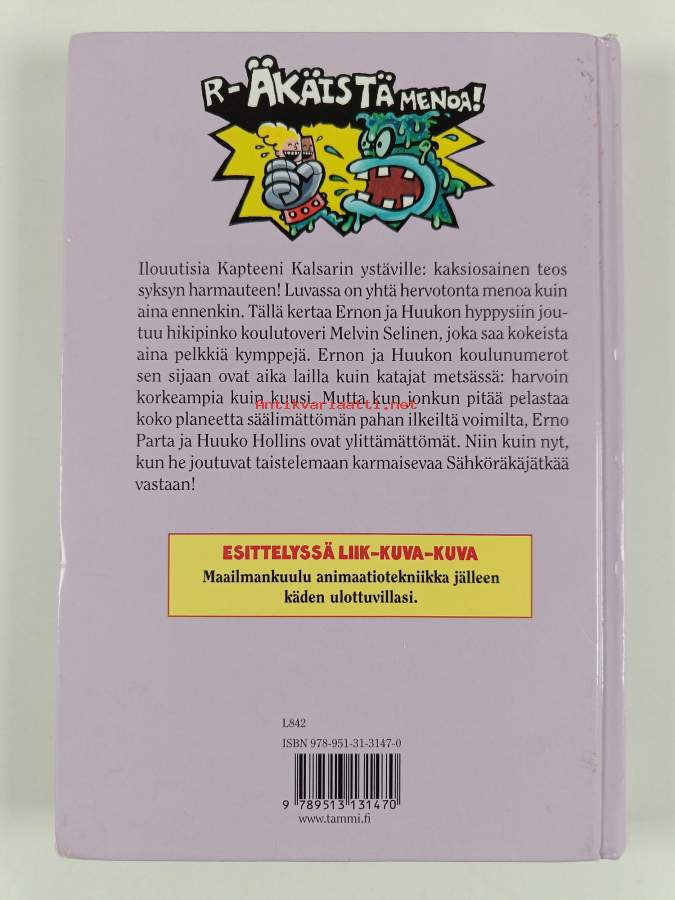 R-ÄKÄISTÄ MENOA!
Ilouutisia Kapteeni Kalsarin ystäville: kaksiosainen teos
syksyn harmauteen! Luvassa on yhtä hervotonta menoa kuin
aina ennenkin. Tällä kertaa Ernon ja Huukon hyppysiin jou-
tuu hikipinko koulutoveri Melvin Selinen, joka saa kokeista
aina pelkkiä kymppejä. Ernon ja Huukon koulunumerot
sen sijaan ovat aika lailla kuin katajat metsässä: harvoin
korkeampia kuin kuusi. Mutta kun jonkun pitää pelastaa
Antikvariaatti.net
koko planeetta säälimättömän pahan ilkeiltä voimilta, Erno
Parta ja Huuko Hollins ovat ylittämättömät. Niin kuin nyt,
kun he joutuvat taistelemaan karmaisevaa Sähköräkäjätkää
vastaan!
ESITTELYSSÄ LIIK-KUVA-KUVA
Maailmankuulu animaatiotekniikka jälleen
käden ulottuvillasi.
L842
ISBN 978-951-31-3147-0
9 789513 131470
www.tammi.fi